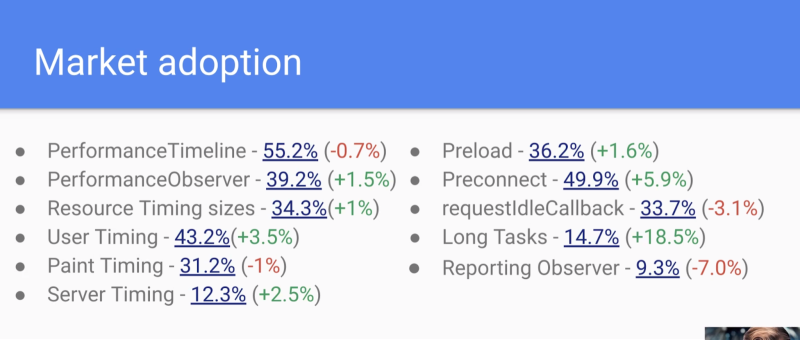 Market adoption
● PerformanceTimeline - 55.2% (-0.7%)
● PerformanceObserver - 39.2% (+1.5%)
● Resource Timing sizes - 34.3%(+1%)
● User Timing - 43.2%(+3.5%)
● Paint Timing - 31.2% (-1%)
● Server Timing - 12.3% (+2.5%)
● Preload - 36.2% (+1.6%)
● Preconnect - 49.9% (+5.9%)
● requestIdleCallback - 33.7% (-3.1%)
● Long Tasks - 14.7% (+18.5%)
● Reporting Observer - 9.3% (-7.0%)